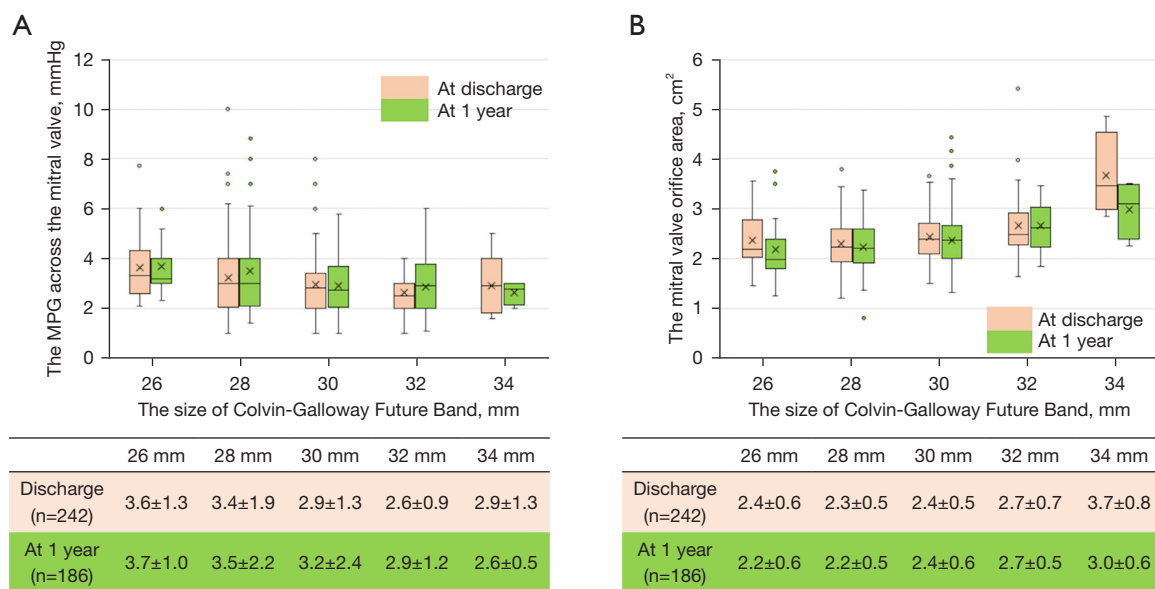 A
The MPG across the mitral valve, mmHg
12
10
8
6
4
2
0
At discharge
At 1 year
26 28 30 32 34
The size of Colvin-Galloway Future Band, mm
26 mm 28 mm 30 mm 32 mm 34 mm
Discharge
(n=242) 3.6±1.3 3.4±1.9 2.9±1.3 2.6±0.9 2.9±1.3
At 1 year
(n=186) 3.7±1.0 3.5±2.2 3.2±2.4 2.9±1.2 2.6±0.5
B
The mitral valve orifice area, cm²
6
5
4
3
2
1
0
At discharge
At 1 year
26 28 30 32 34
The size of Colvin-Galloway Future Band, mm
26 mm 28 mm 30 mm 32 mm 34 mm
Discharge
(n=242) 2.4±0.6 2.3±0.5 2.4±0.5 2.7±0.7 3.7±0.8
At 1 year
(n=186) 2.2±0.6 2.2±0.5 2.4±0.6 2.7±0.5 3.0±0.6